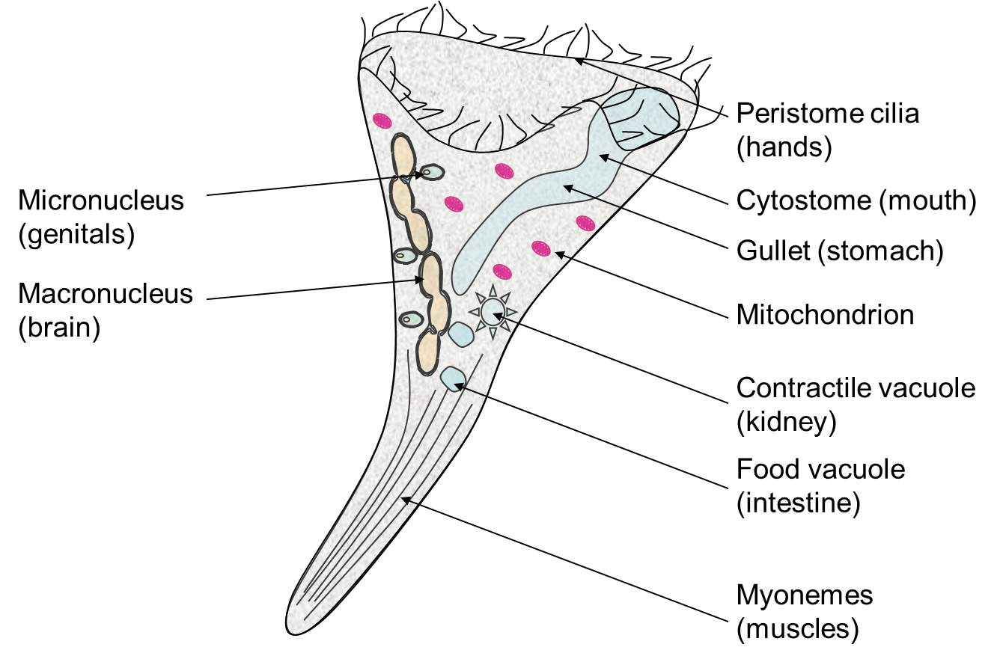 Micronucleus
(genitals)
Macronucleus
(brain)
Peristome cilia
(hands)
Cytostome (mouth)
Gullet (stomach)
Mitochondrion
Contractile vacuole
(kidney)
Food vacuole
(intestine)
Myonemes
(muscles)